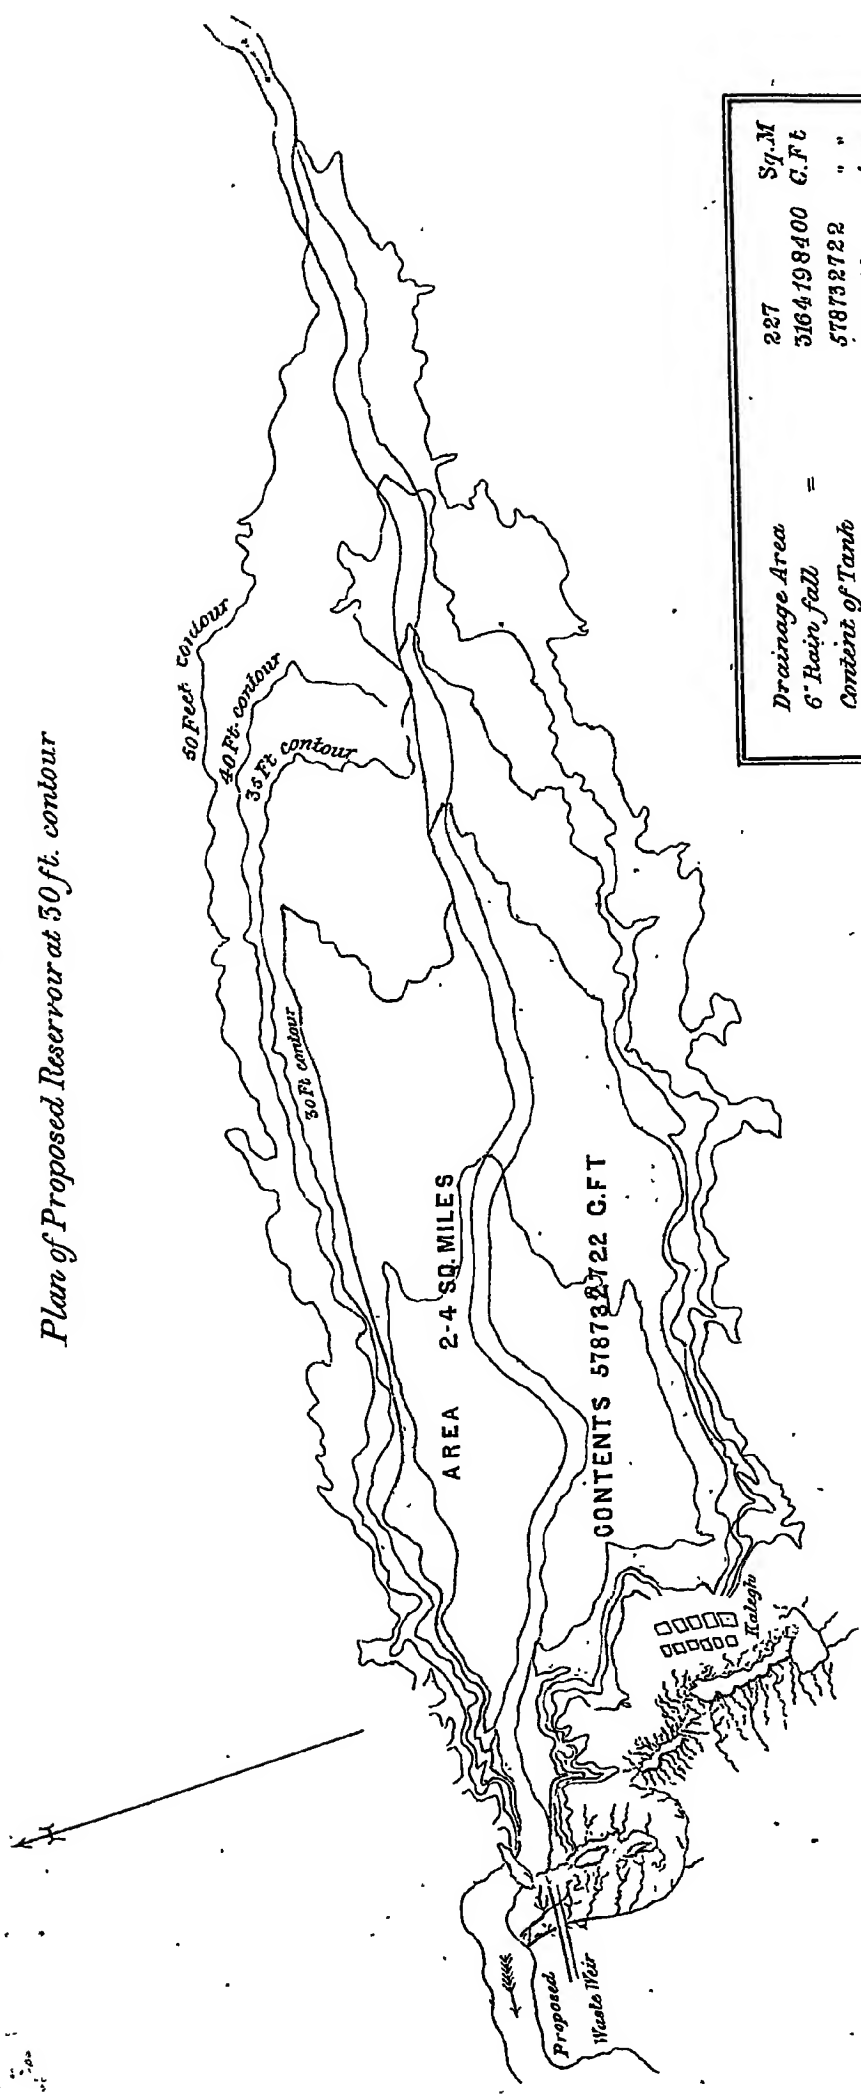 Plan of Proposed Reservoir at 30 ft. contour
50 Feet contour
40 Ft. contour
35 Ft contour
30 Ft contour
AREA 2-4 SQ. MILES
CONTENTS 578732722 C.FT
Kalegh
Proposed
Waste Weir
Drainage Area 227 Sq.M
6" Rain fall = 3164198400 C.Ft
Content of Tank 578732722 " "